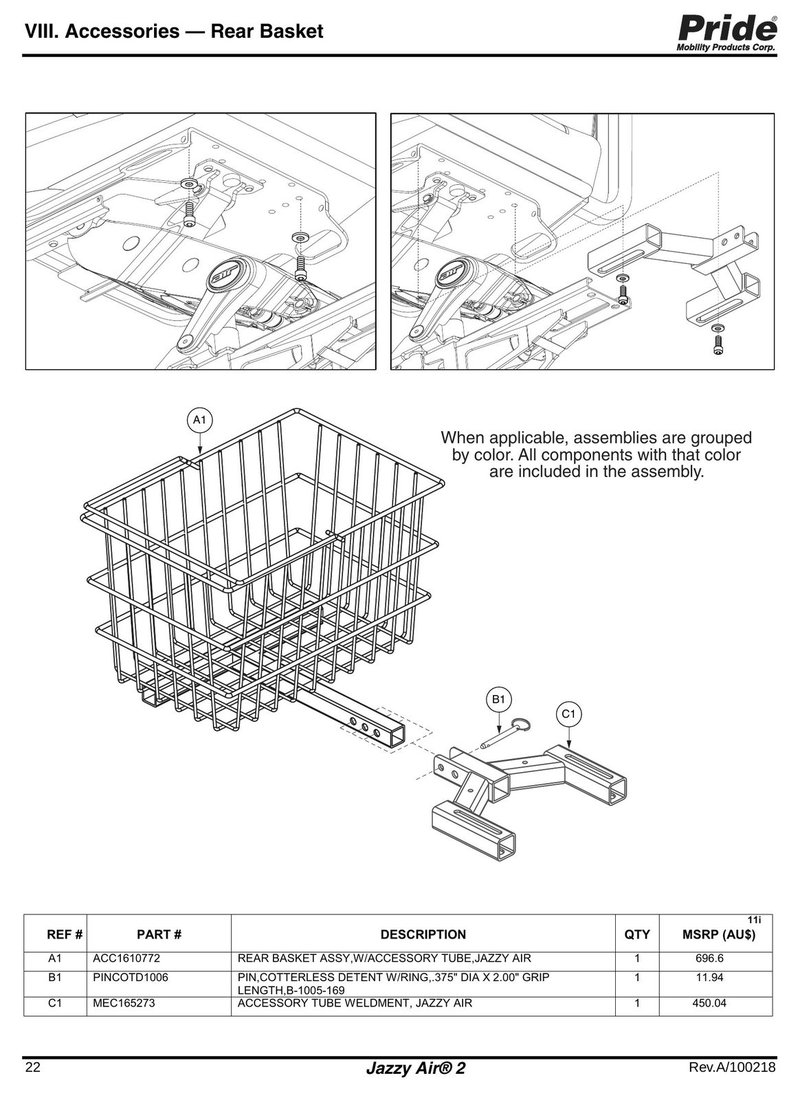 VIII. Accessories — Rear Basket
Pride®
Mobility Products Corp.
air
air
A1
When applicable, assemblies are grouped
by color. All components with that color
are included in the assembly.
B1
C1
11i
REF # PART # DESCRIPTION QTY MSRP (AU$)
A1 ACC1610772 REAR BASKET ASSY,W/ACCESSORY TUBE,JAZZY AIR 1 696.6
B1 PINCOTD1006 PIN,COTTERLESS DETENT W/RING,.375" DIA X 2.00" GRIP 1 11.94
LENGTH,B-1005-169
C1 MEC165273 ACCESSORY TUBE WELDMENT, JAZZY AIR 1 450.04
22 Jazzy Air® 2 Rev.A/100218